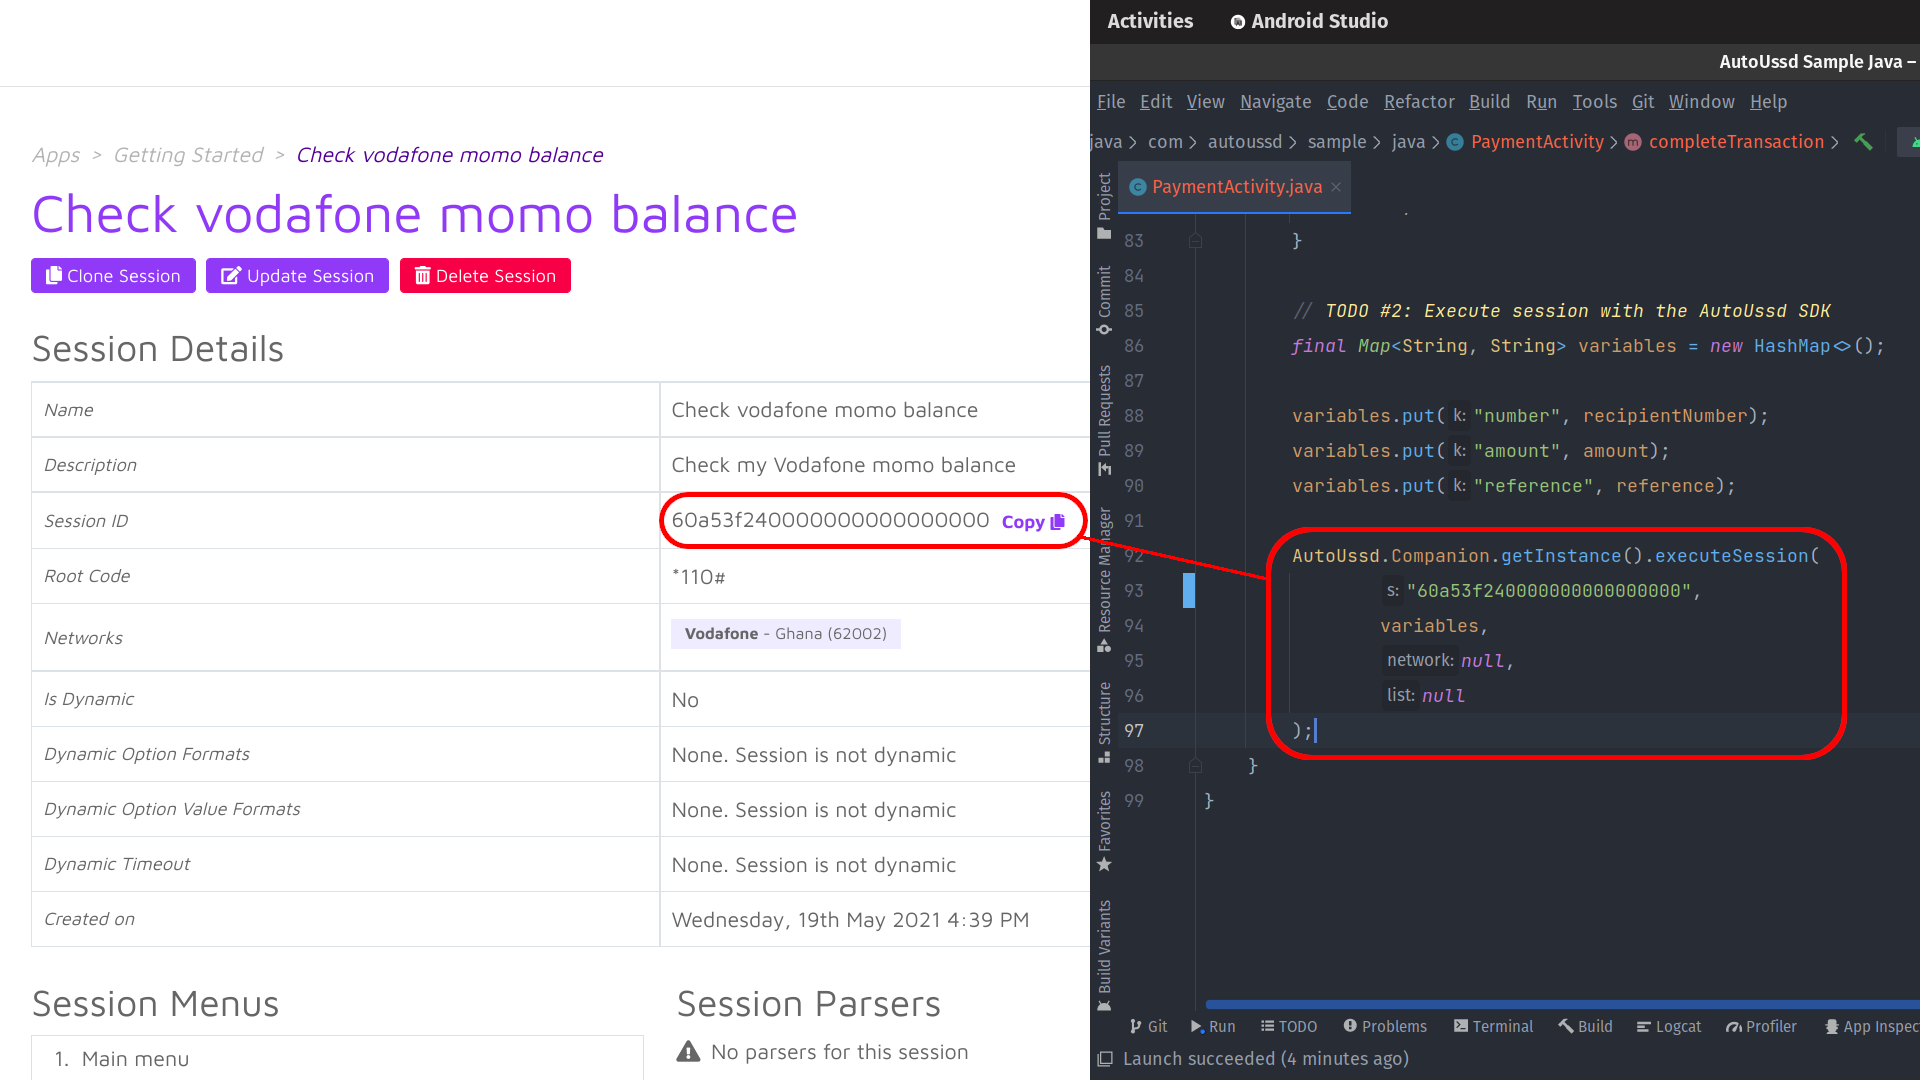 Apps > Getting Started > Check vodafone momo balance
Check vodafone momo balance
Clone Session
Update Session
Delete Session
Session Details
Name Check vodafone momo balance
Description Check my Vodafone momo balance
Session ID 60a53f240000000000000000 Copy
Root Code *110#
Networks Vodafone - Ghana (62002)
Is Dynamic No
Dynamic Option Formats None. Session is not dynamic
Dynamic Option Value Formats None. Session is not dynamic
Dynamic Timeout None. Session is not dynamic
Created on Wednesday, 19th May 2021 4:39 PM
Session Menus
1. Main menu
Session Parsers
No parsers for this session
Activities Android Studio
AutoUssd Sample Java –
File Edit View Navigate Code Refactor Build Run Tools Git Window Help
java > com > autoussd > sample > java > PaymentActivity > completeTransaction >
PaymentActivity.java
Project
Commit
Pull Requests
Resource Manager
Structure
Favorites
Build Variants
83 }
84
85 // TODO #2: Execute session with the AutoUssd SDK
86 final Map<String, String> variables = new HashMap<>();
87
88 variables.put( k: "number", recipientNumber);
89 variables.put( k: "amount", amount);
90 variables.put( k: "reference", reference);
91
92 AutoUssd.Companion.getInstance().executeSession(
93 s: "60a53f240000000000000000",
94 variables,
95 network: null,
96 list: null
97 );
98 }
99 }
Git Run TODO Problems Terminal Build Logcat Profiler App Inspec
Launch succeeded (4 minutes ago)